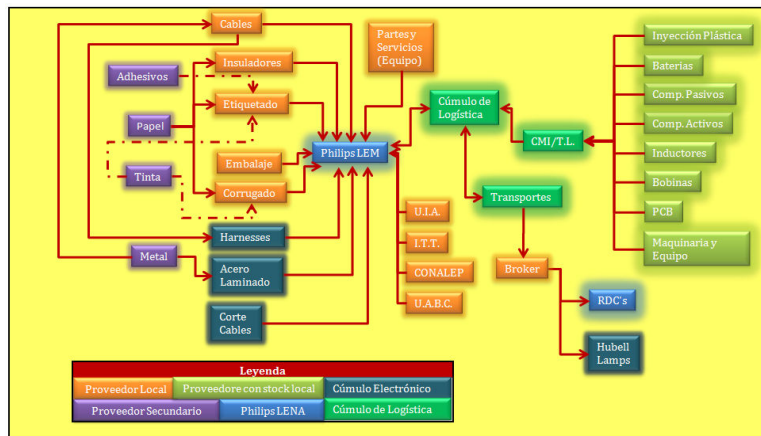 Cables
Partes y
Servicios
(Equipo)
Insuladores
Adhesivos
Etiquetado
Papel
Embalaje
Tinta
Corrugado
Philips LEM
Harnesses
Metal
Acero
Laminado
Corte
Cables
Cúmulo de
Logística
CMI/T.L.
Transportes
U.I.A.
I.T.T.
CONALEP
U.A.B.C.
Broker
RDC's
Hubell
Lamps
Inyección Plástica
Baterias
Comp. Pasivos
Comp. Activos
Inductores
Bobinas
PCB
Maquinaria y
Equipo
Leyenda
Proveedor Local
Proveedore con stock local
Cúmulo Electrónico
Proveedor Secundario
Philips LENA
Cúmulo de Logística